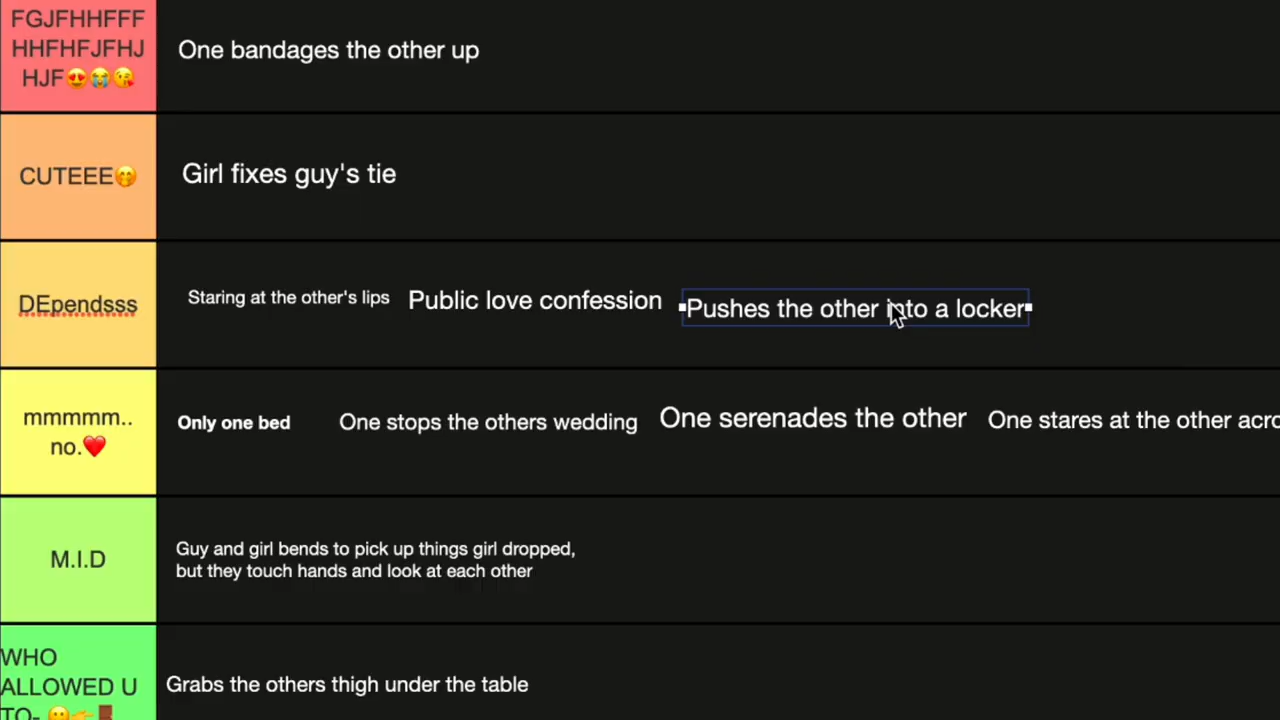 FGJFHHFFF
HHFHFJFHJ
HJF😍😭😘
One bandages the other up
CUTEEE🤭
Girl fixes guy's tie
DEpendsss
Staring at the other's lips
Public love confession
Pushes the other into a locker
mmmmm..
no.❤️
Only one bed
One stops the others wedding
One serenades the other
One stares at the other acro
M.I.D
Guy and girl bends to pick up things girl dropped,
but they touch hands and look at each other
WHO
ALLOWED U
TO-
Grabs the others thigh under the table